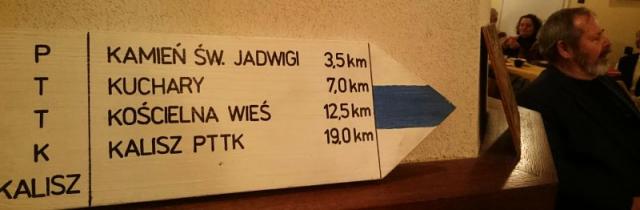 P
T
T
K
KALISZ
KAMIEŃ ŚW. JADWIGI 3,5 km
KUCHARY 7,0 km
KOŚCIELNA WIEŚ 12,5 km
KALISZ PTTK 19,0 km